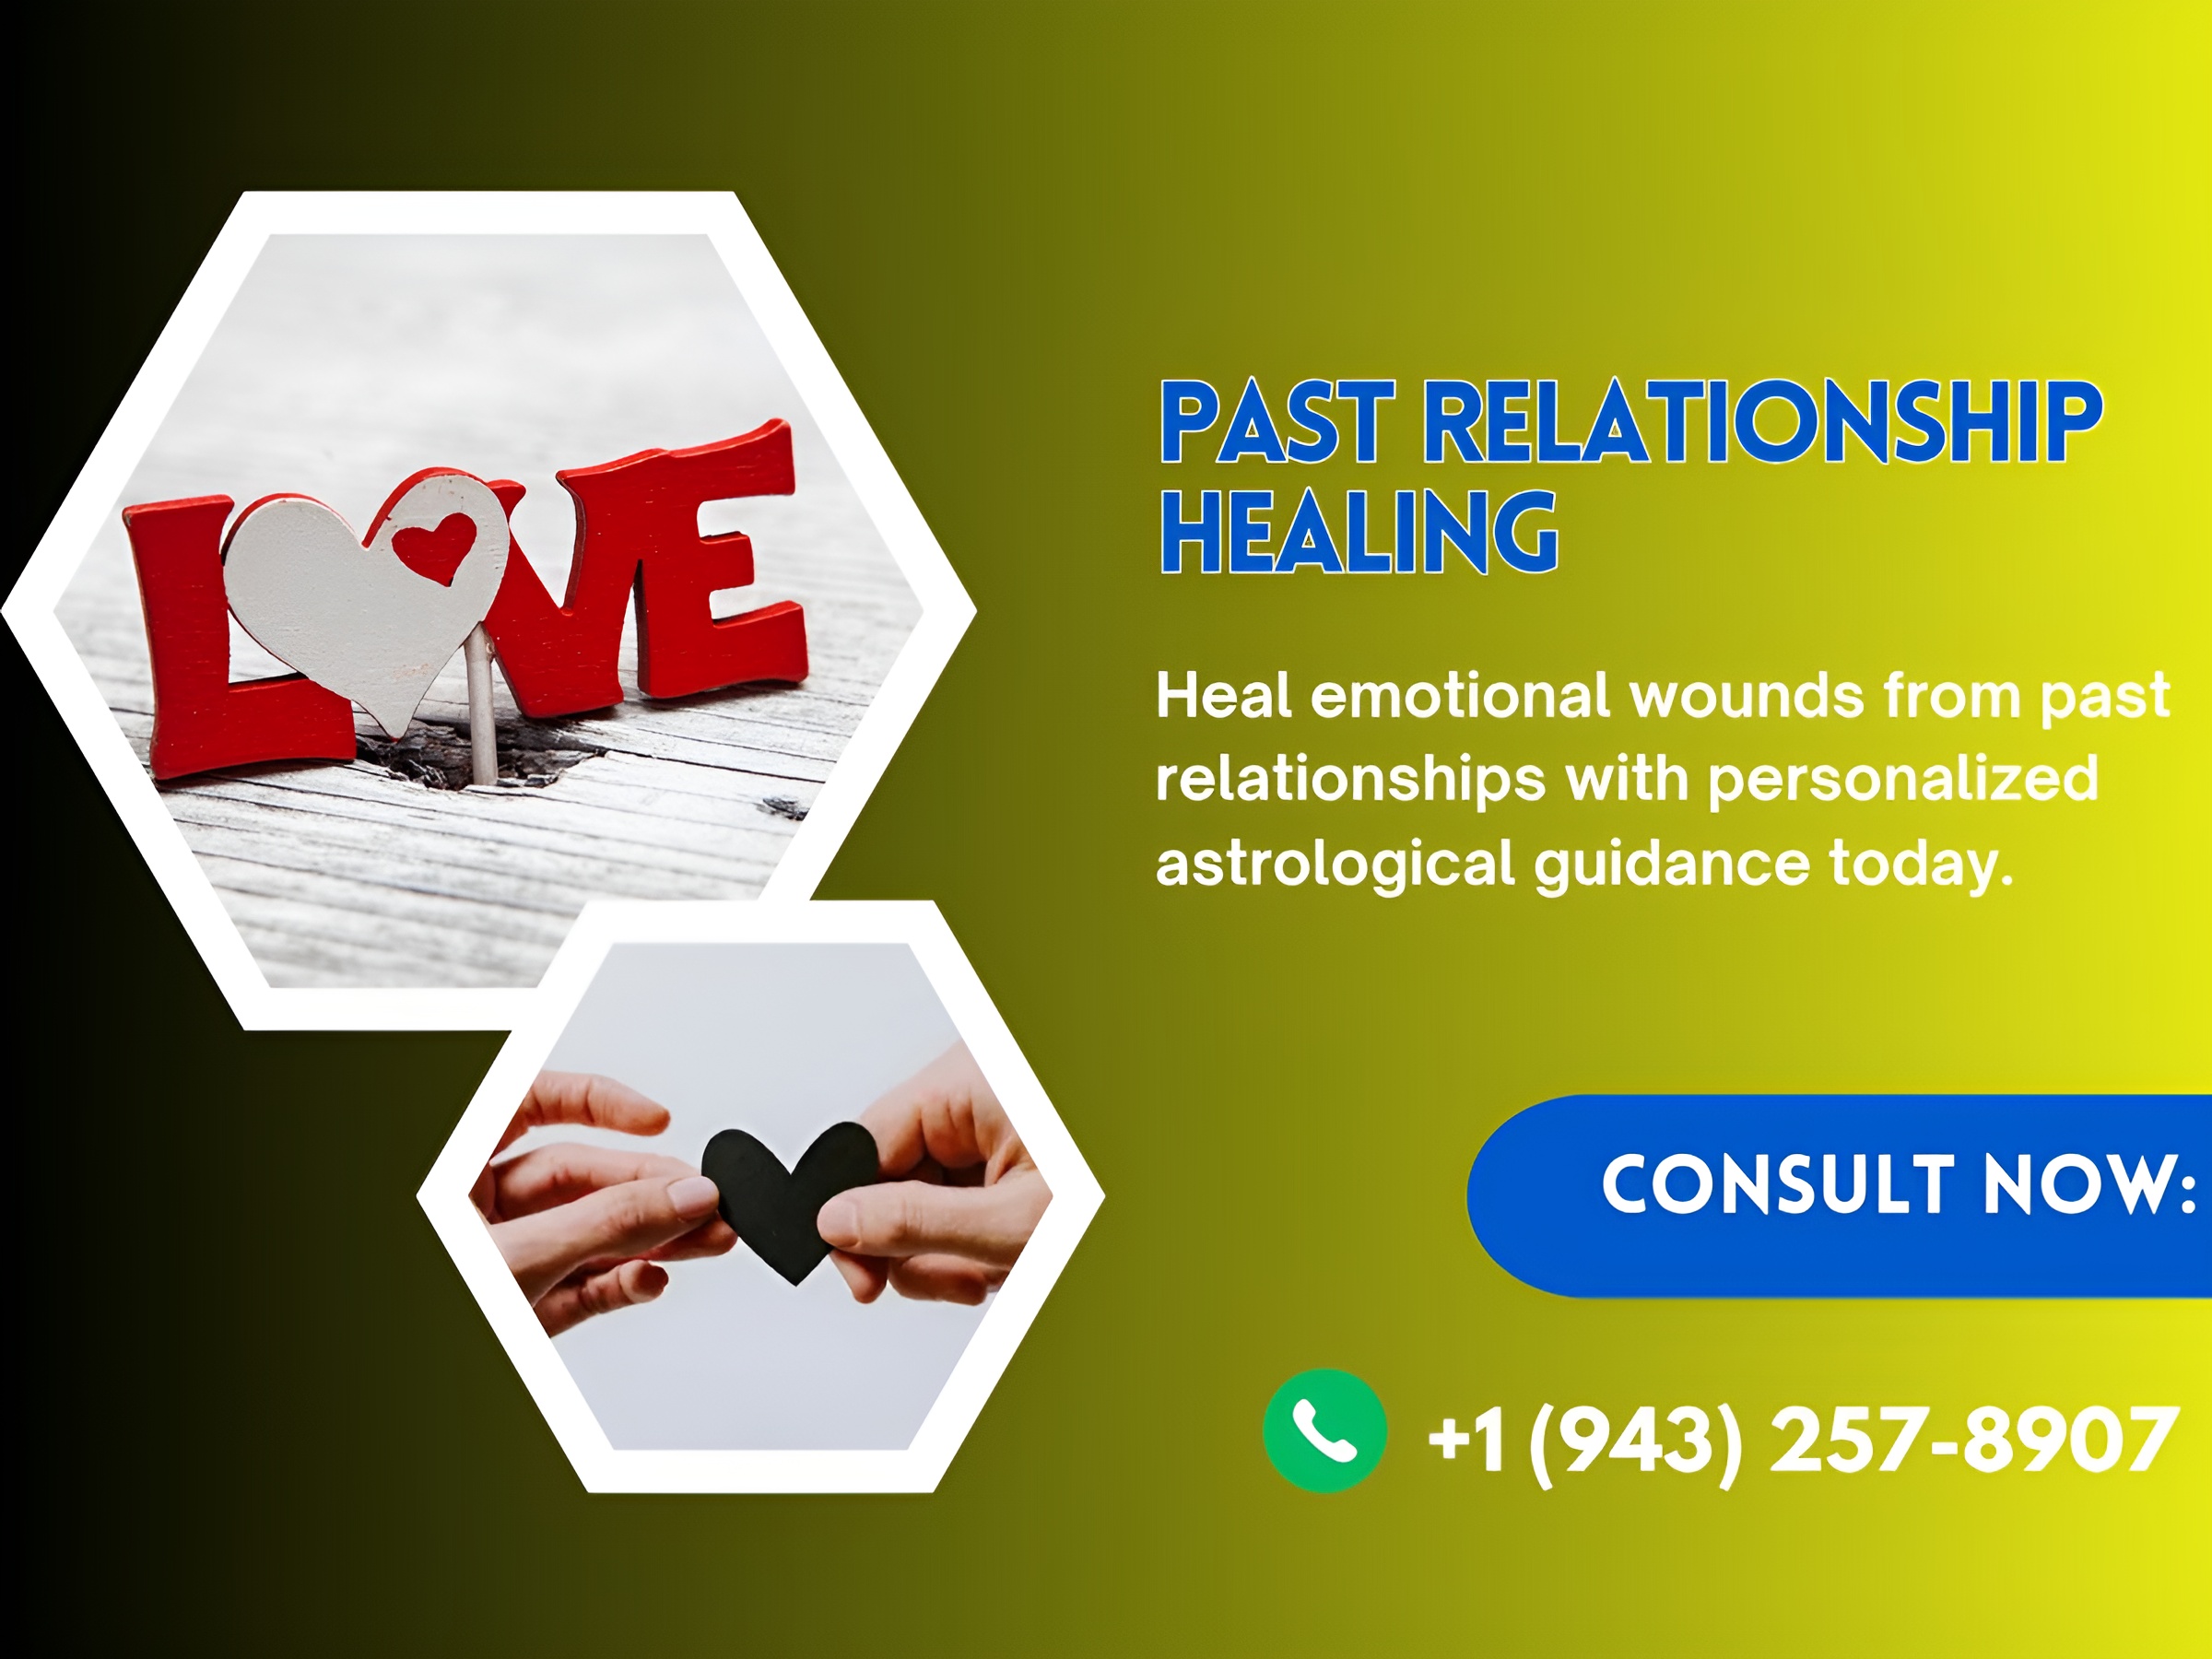 LOVE
PAST RELATIONSHIP
HEALING
Heal emotional wounds from past
relationships with personalized
astrological guidance today.
CONSULT NOW:
+1 (943) 257-8907